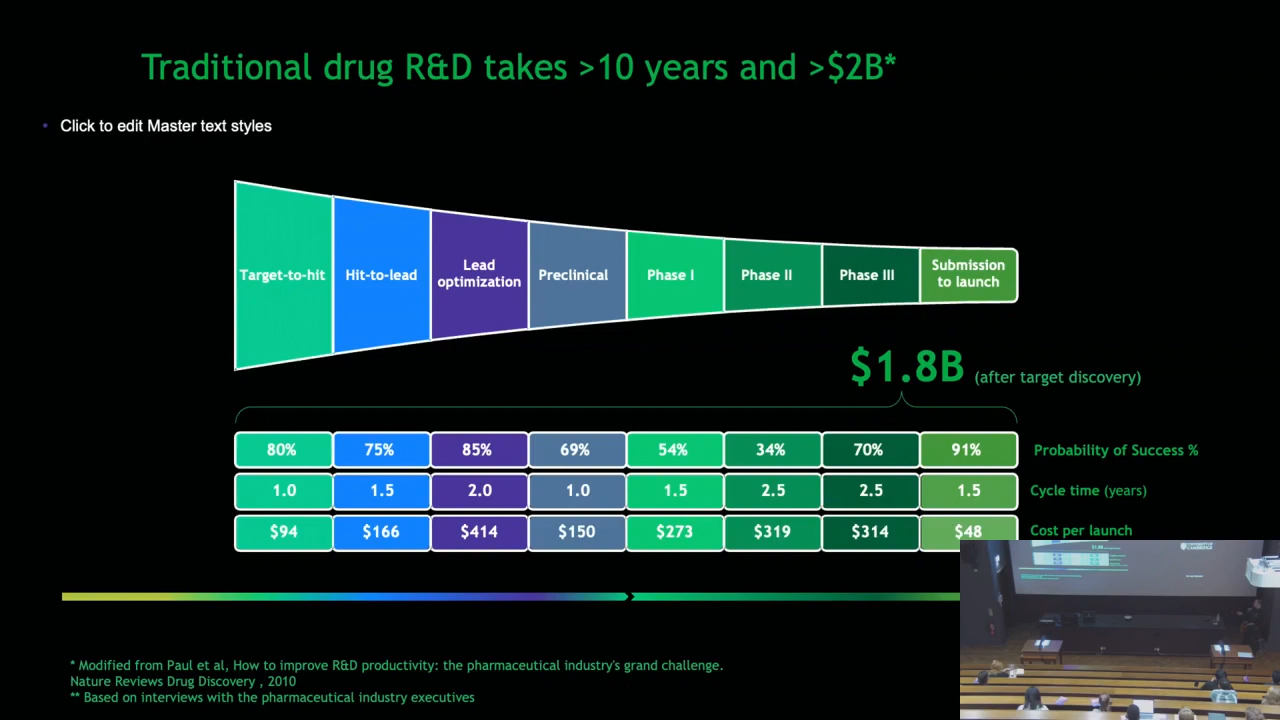 Traditional drug R&D takes >10 years and >$2B*
• Click to edit Master text styles
Target-to-hit
Hit-to-lead
Lead
optimization
Preclinical
Phase I
Phase II
Phase III
Submission
to launch
$1.8B (after target discovery)
80% 75% 85% 69% 54% 34% 70% 91% Probability of Success %
1.0 1.5 2.0 1.0 1.5 2.5 2.5 1.5 Cycle time (years)
$94 $166 $414 $150 $273 $319 $314 $48 Cost per launch
* Modified from Paul et al, How to improve R&D productivity: the pharmaceutical industry's grand challenge.
Nature Reviews Drug Discovery , 2010
** Based on interviews with the pharmaceutical industry executives